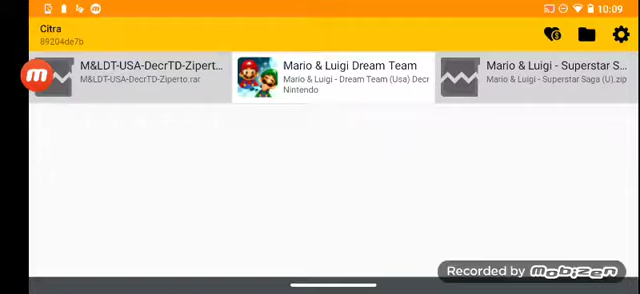 10:09
Citra
89204de7b
M&LDT-USA-DecrTD-Ziperto...
M&LDT-USA-DecrTD-Ziperto.rar
Mario & Luigi Dream Team
Mario & Luigi - Dream Team (Usa) Decr
Nintendo
Mario & Luigi - Superstar S...
Mario & Luigi - Superstar Saga (U).zip
Recorded by mobizen